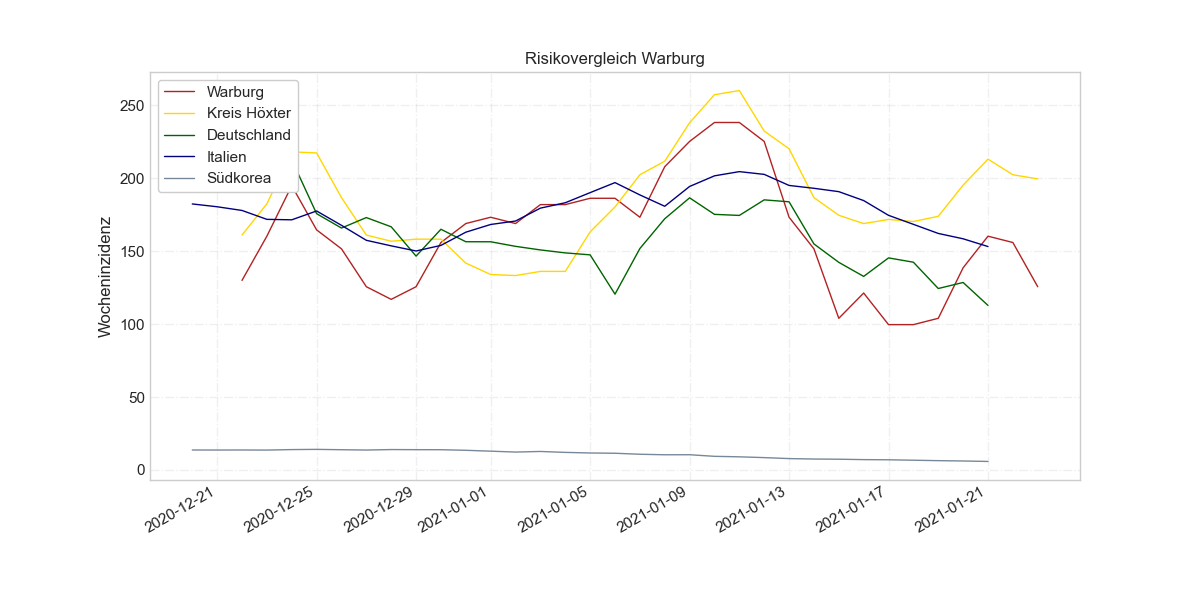 Risikovergleich Warburg
Warburg
Kreis Höxter
Deutschland
Italien
Südkorea
Wocheninzidenz
250
200
150
100
50
0
2020-12-21
2020-12-25
2020-12-29
2021-01-01
2021-01-05
2021-01-09
2021-01-13
2021-01-17
2021-01-21